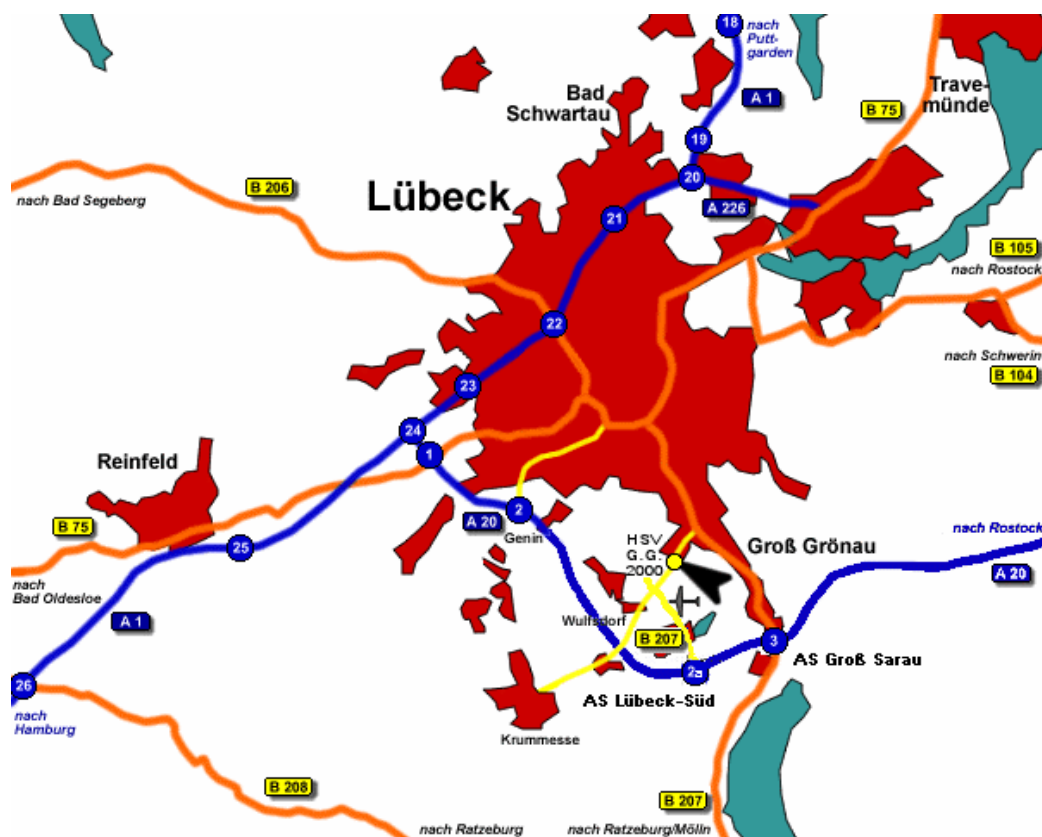 18
nach
Putt-
garden
Bad
Schwartau
A 1
B 75
Trave-
münde
19
20
B 206
Lübeck
nach Bad Segeberg
A 226
21
B 105
nach Rostock
22
nach Schwerin
B 104
23
24
1
Reinfeld
2
A 20
Genin
B 75
25
HSV
G.G.
2000
Groß Grönau
nach Rostock
A 20
nach
Bad Oldesloe
A 1
Wulfsdorf
B 207
3
AS Groß Sarau
26
2a
AS Lübeck-Süd
nach
Hamburg
Krummesse
B 208
B 207
nach Ratzeburg
nach Ratzeburg/Mölln